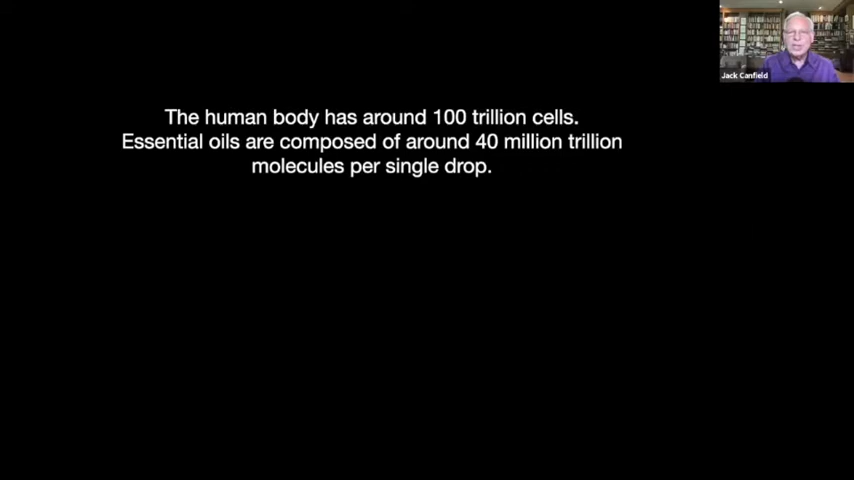 Jack Canfield
The human body has around 100 trillion cells.
Essential oils are composed of around 40 million trillion
molecules per single drop.